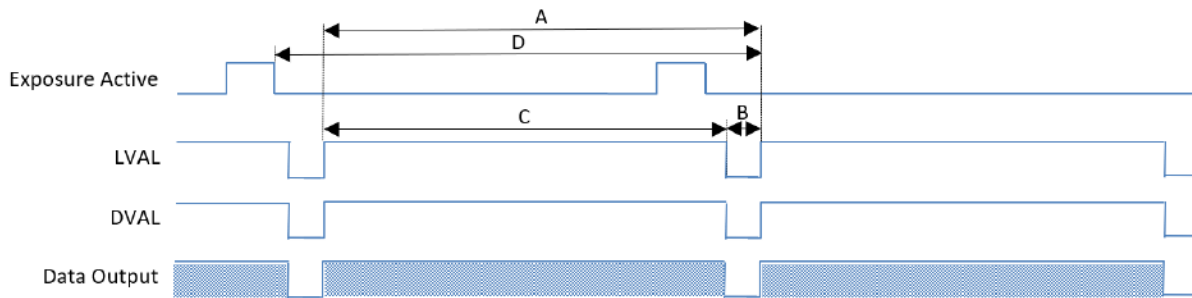 A
D
Exposure Active
C
B
LVAL
DVAL
Data Output